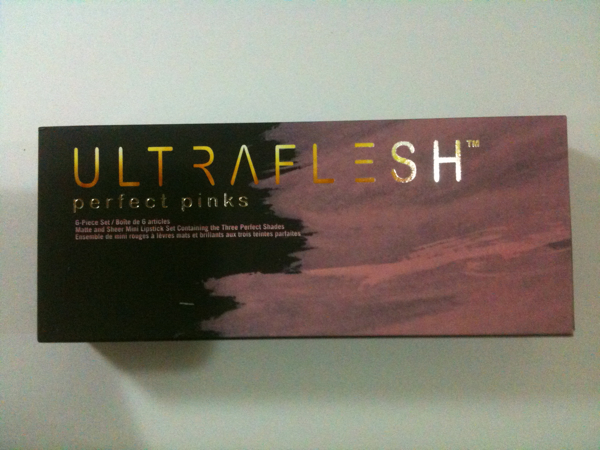 ULTRAFLESH™
perfect pinks
6-Piece Set / Boîte de 6 articles
Matte and Sheer Mini Lipstick Set Containing the Three Perfect Shades
Ensemble de mini rouges à lèvres mats et brillants aux trois teintes parfaites